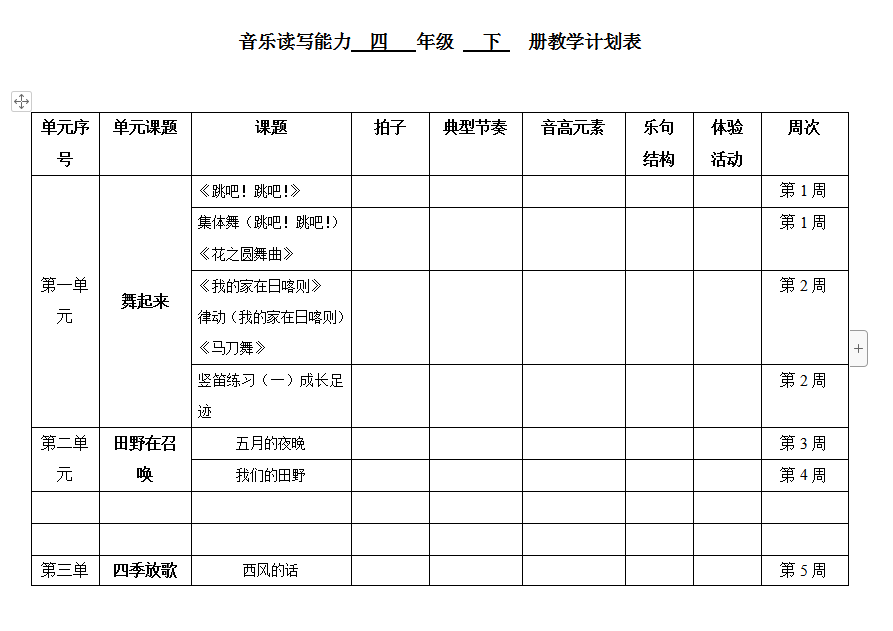 音乐读写能力 四 年级 下 册教学计划表
单元序号 单元课题 课题 拍子 典型节奏 音高元素 乐句结构 体验活动 周次
第一单元 舞起来
《跳吧！跳吧！》 第 1 周
集体舞（跳吧！跳吧！） 第 1 周
《花之圆舞曲》
《我的家在日喀则》 第 2 周
律动（我的家在日喀则）
《马刀舞》
竖笛练习（一）成长足 第 2 周
迹
第二单元 田野在召唤
五月的夜晚 第 3 周
我们的田野 第 4 周
第三单 四季放歌 西风的话 第 5 周